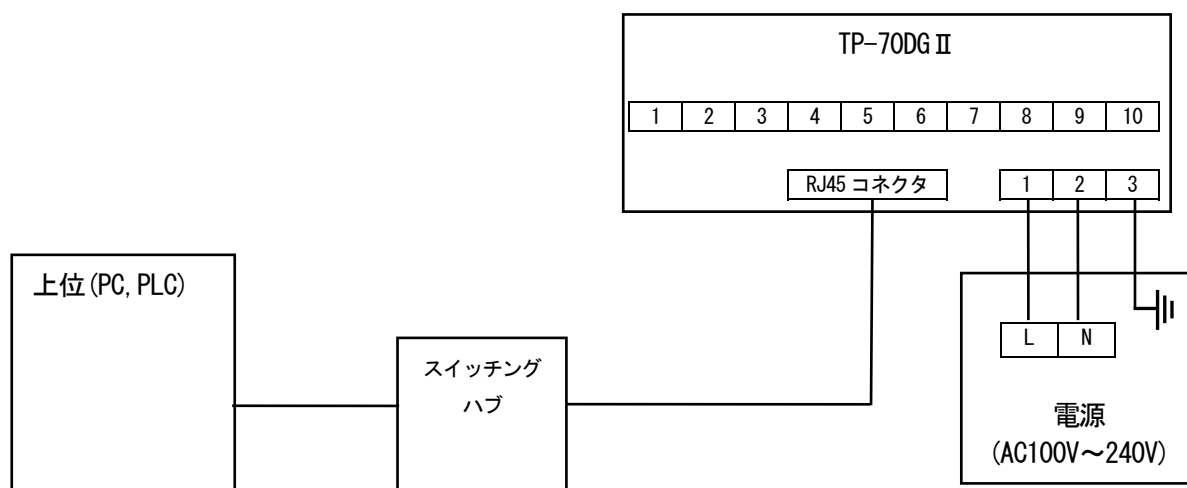 TP-70DGⅡ
1 2 3 4 5 6 7 8 9 10
RJ45 コネクタ 1 2 3
上位(PC, PLC)
スイッチング
ハブ
L N
電源
(AC100V～240V)